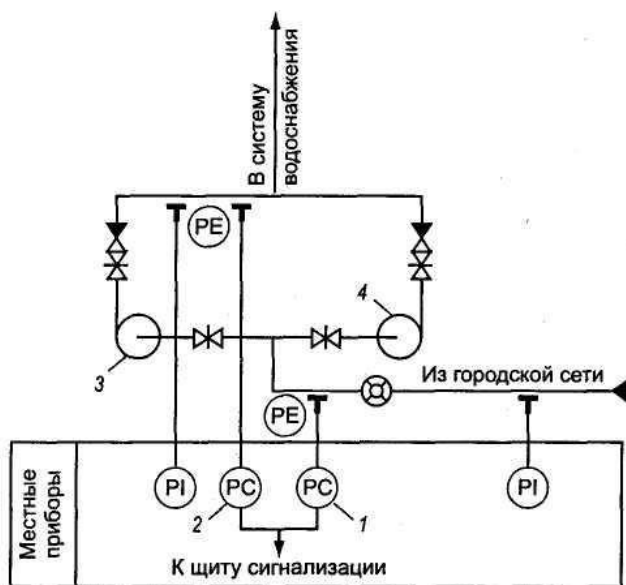 В систему
водоснабжения
PE
4
3
Из городской сети
PE
Местные
приборы
PI
PC
PC
PI
2
1
К щиту сигнализации